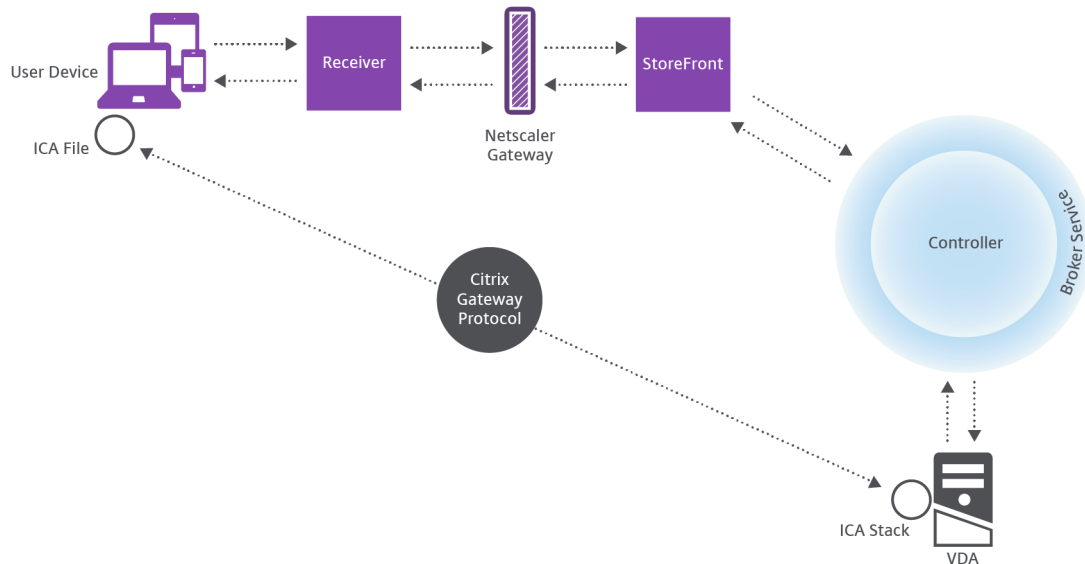 User Device
Receiver
StoreFront
Netscaler
Gateway
ICA File
Controller
Broker Service
Citrix
Gateway
Protocol
ICA Stack
VDA